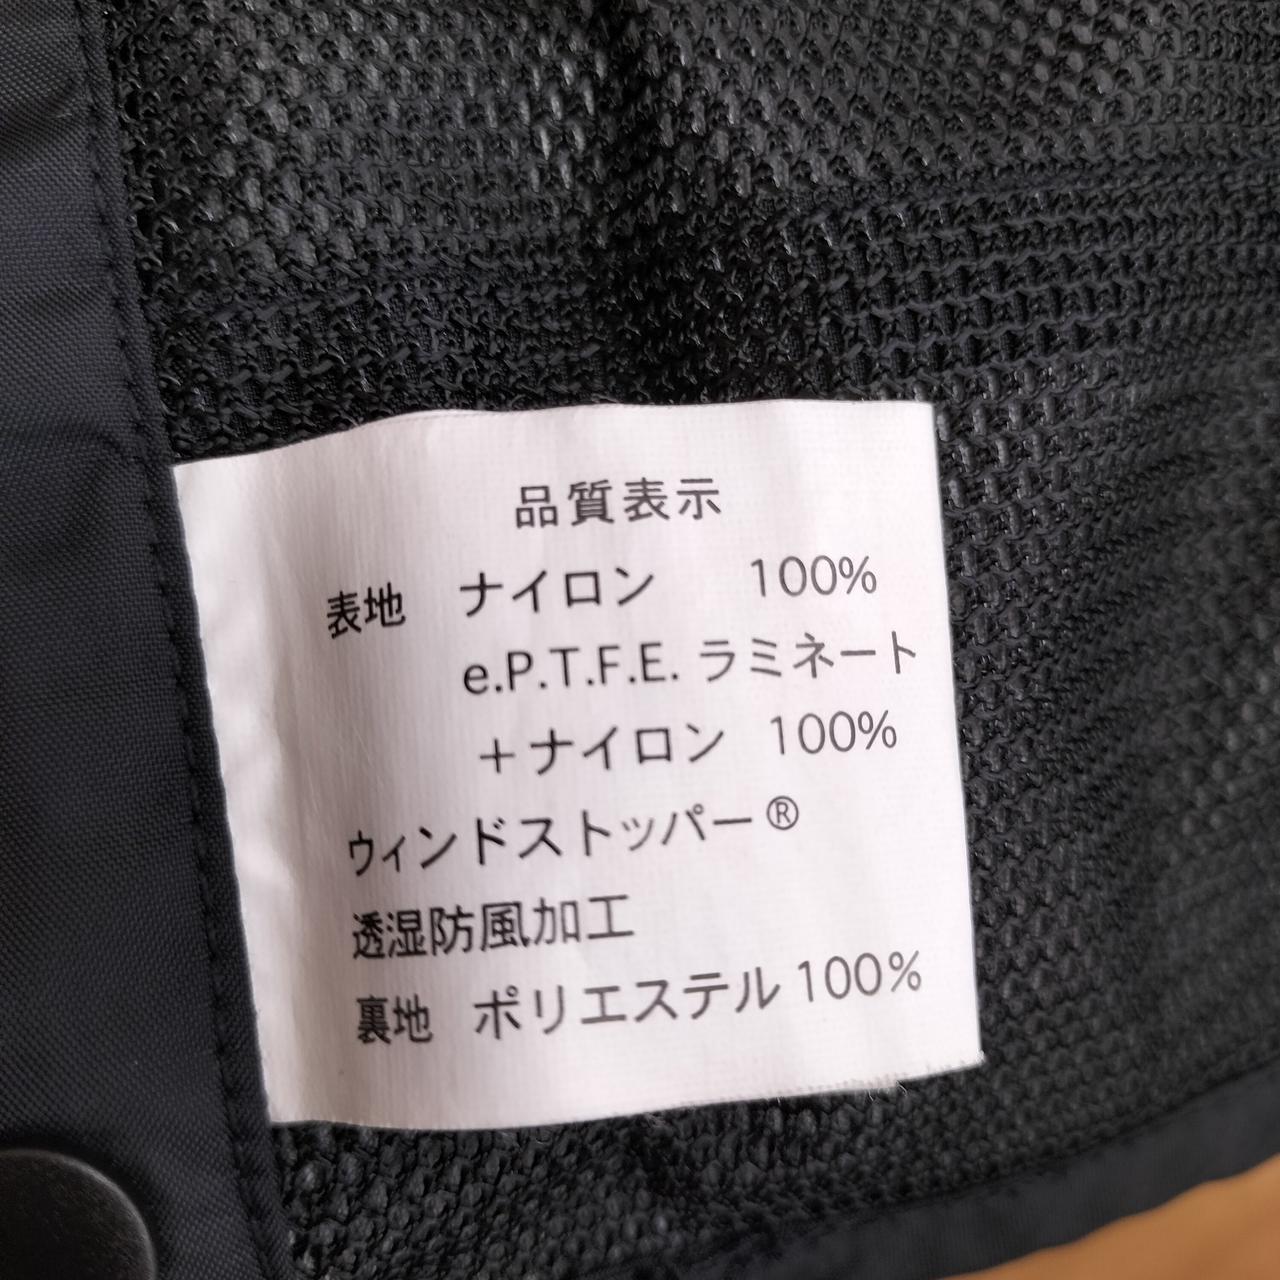 品質表示
表地 ナイロン 100%
e.P.T.F.E. ラミネート
+ナイロン 100%
ウィンドストッパー®
透湿防風加工
裏地 ポリエステル 100%